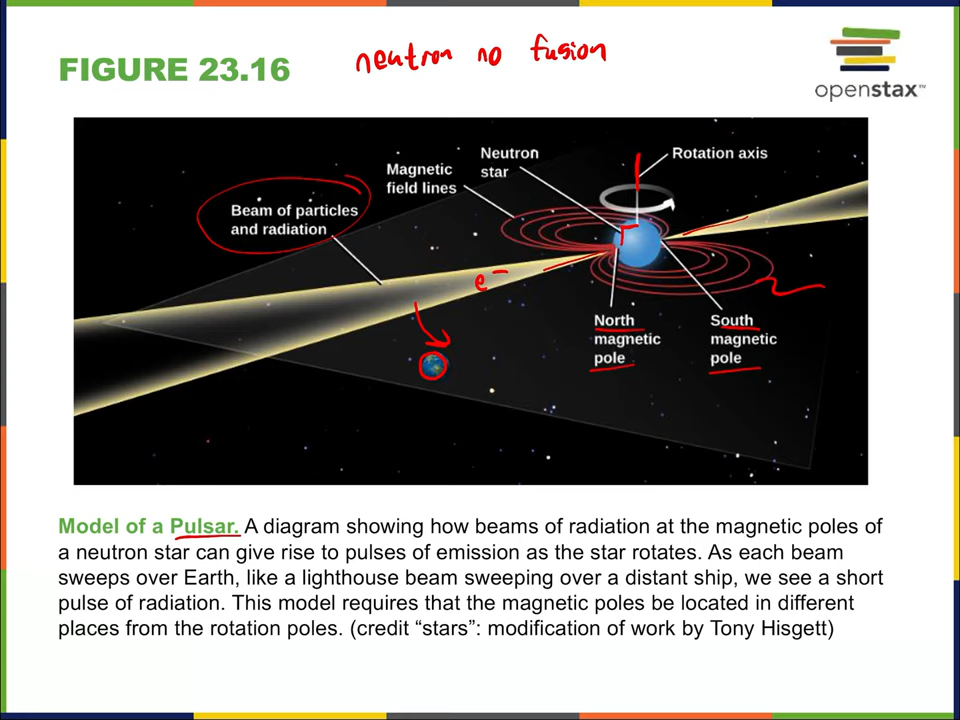 neutron no fusion
FIGURE 23.16
openstax™
Neutron
star
Rotation axis
Magnetic
field lines
Beam of particles
and radiation
e⁻
North
magnetic
pole
South
magnetic
pole
Model of a Pulsar. A diagram showing how beams of radiation at the magnetic poles of
a neutron star can give rise to pulses of emission as the star rotates. As each beam
sweeps over Earth, like a lighthouse beam sweeping over a distant ship, we see a short
pulse of radiation. This model requires that the magnetic poles be located in different
places from the rotation poles. (credit “stars”: modification of work by Tony Hisgett)